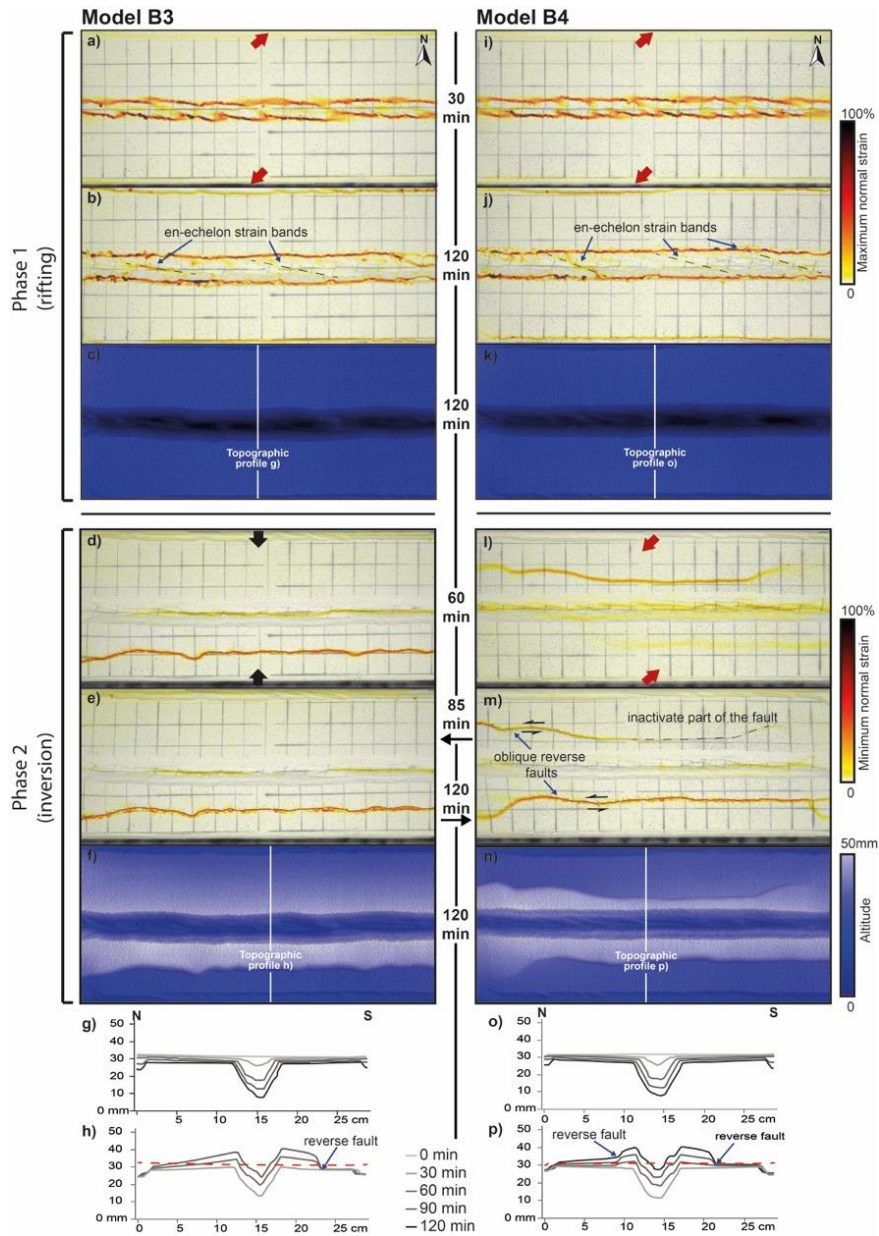 Model B3
Model B4
a)
N
i)
N
30
min
100%
Maximum normal strain
0
b)
en-echelon strain bands
j)
en-echelon strain bands
120
min
Phase 1
(rifting)
c)
Topographic
profile g)
120
min
k)
Topographic
profile o)
d)
l)
60
min
100%
Minimum normal strain
0
e)
85
min
m)
inactivate part of the fault
oblique reverse
faults
120
min
Phase 2
(inversion)
f)
Topographic
profile h)
120
min
n)
Topographic
profile p)
50mm
Altitude
0
N
S
N
S
g)
50
40
30
20
10
0 mm
5
10
15
20
25 cm
o)
50
40
30
20
10
0 mm
5
10
15
20
25 cm
h)
50
40
30
20
10
0 mm
reverse fault
0
5
10
15
20
25 cm
0 min
30 min
60 min
90 min
120 min
p)
50
40
30
20
10
0
reverse fault
reverse fault
0
5
10
15
20
25 cm